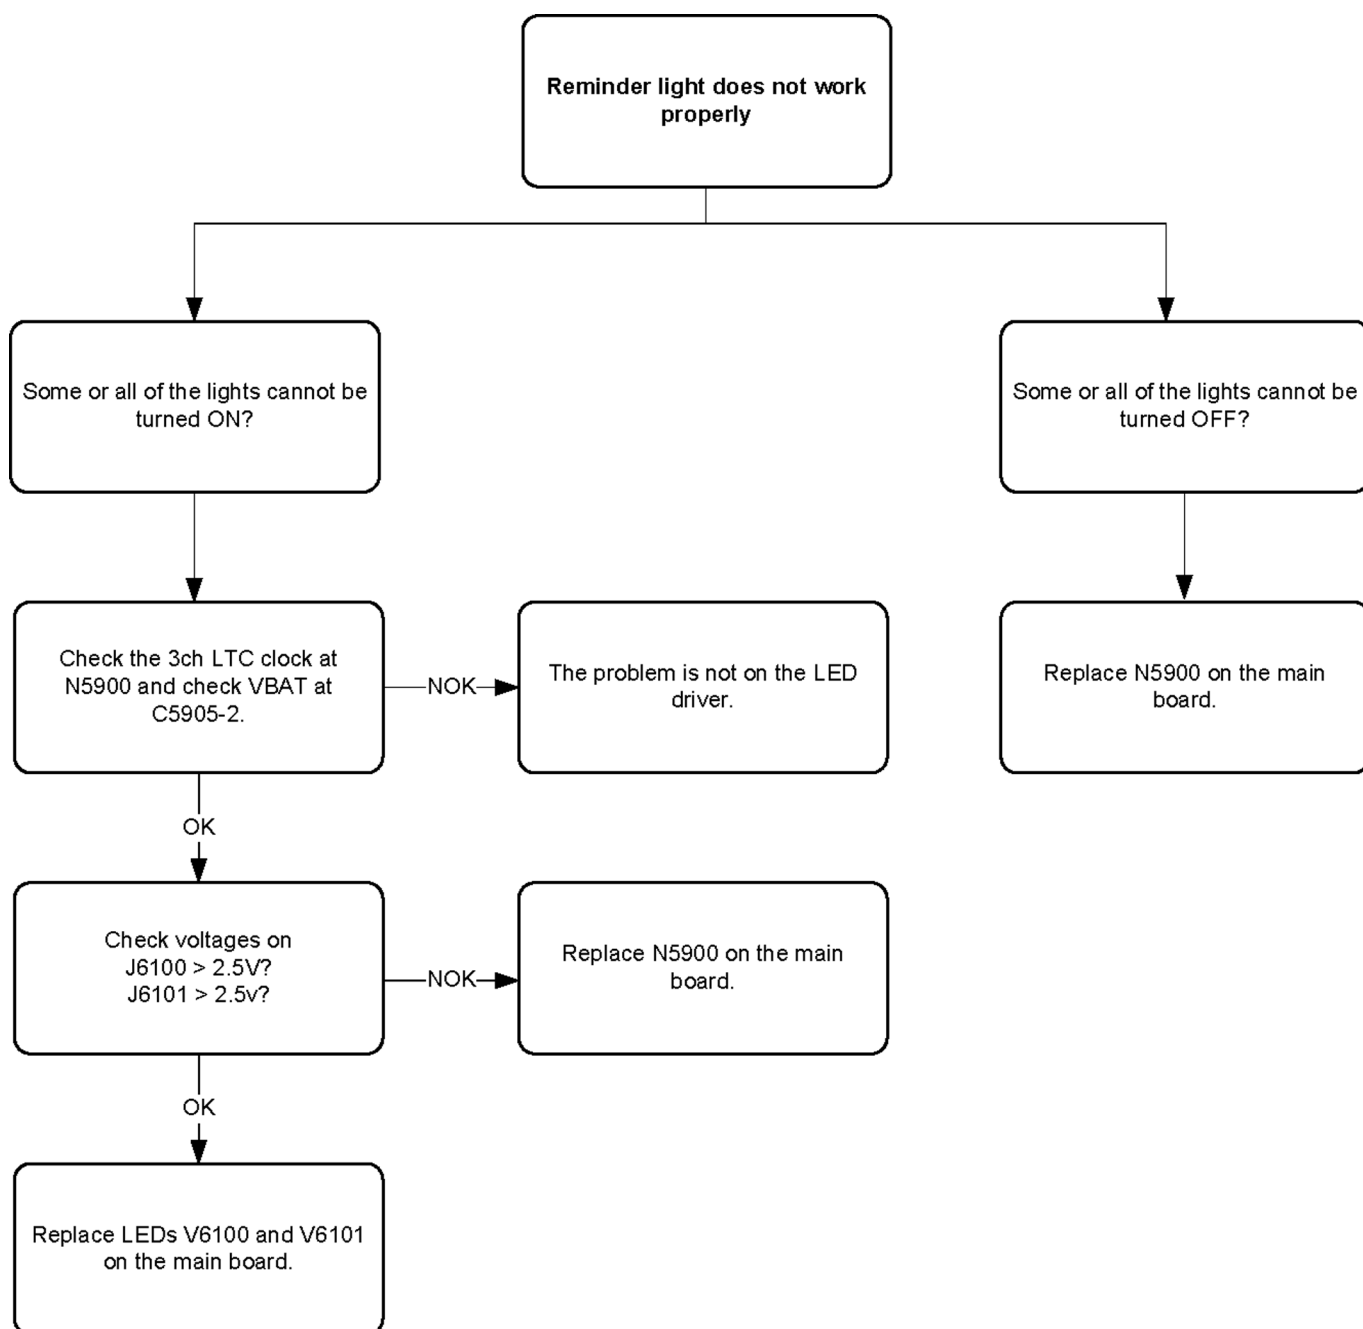 Reminder light does not work
properly
Some or all of the lights cannot be
turned ON?
Some or all of the lights cannot be
turned OFF?
Check the 3ch LTC clock at
N5900 and check VBAT at
C5905-2.
NOK
The problem is not on the LED
driver.
Replace N5900 on the main
board.
OK
Check voltages on
J6100 > 2.5V?
J6101 > 2.5v?
NOK
Replace N5900 on the main
board.
OK
Replace LEDs V6100 and V6101
on the main board.